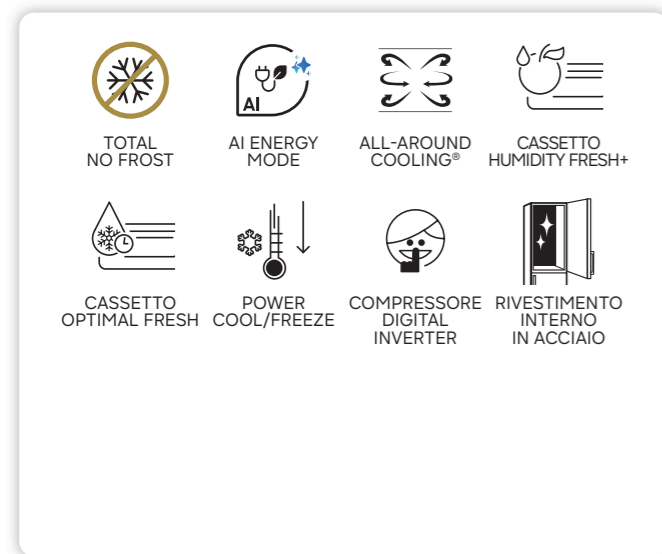 AI
TOTAL
NO FROST
AI ENERGY
MODE
ALL-AROUND
COOLING®
CASSETTO
HUMIDITY FRESH+
CASSETTO
OPTIMAL FRESH
POWER
COOL/FREEZE
COMPRESSORE
DIGITAL
INVERTER
RIVESTIMENTO
INTERNO
IN ACCIAIO